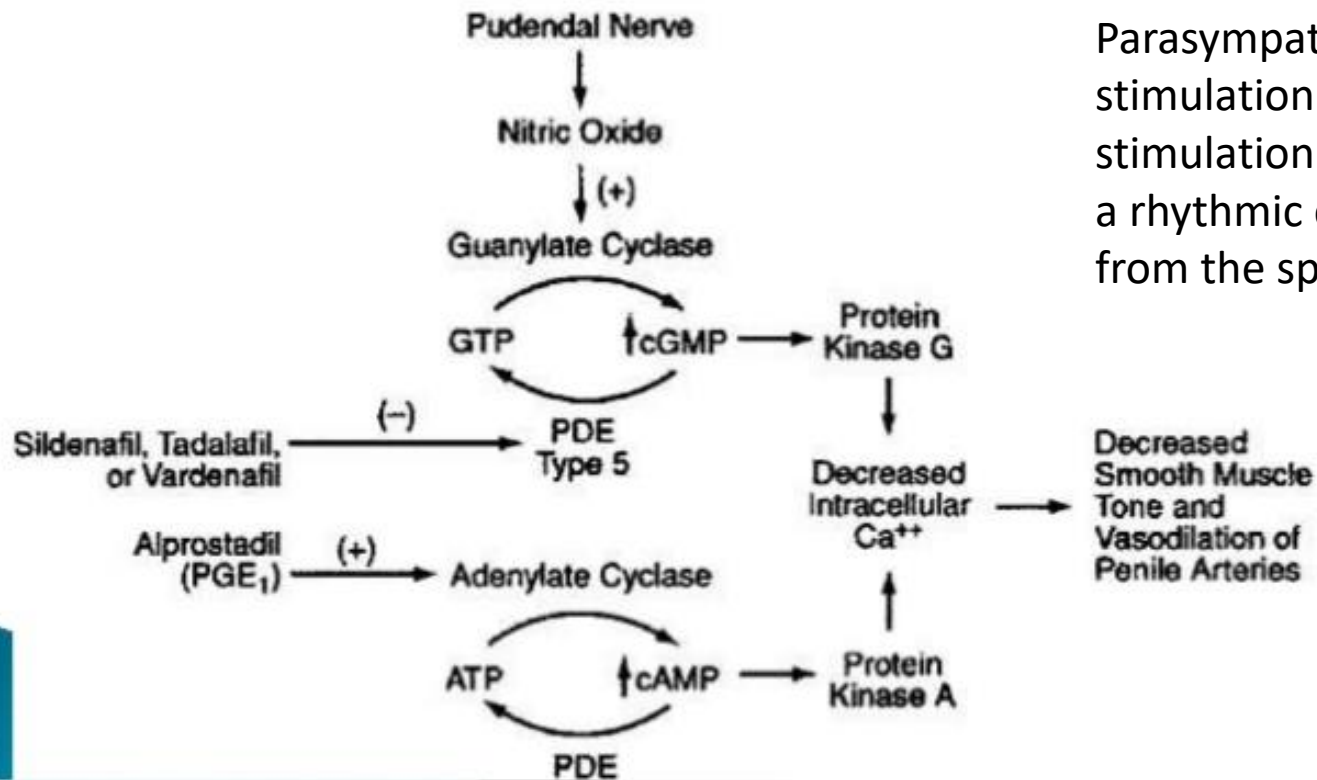 Pudendal Nerve
Nitric Oxide
(+)
Guanylate Cyclase
GTP
↑cGMP
Protein
Kinase G
(–)
Sildenafil, Tadalafil,
or Vardenafil
PDE
Type 5
Decreased
Intracellular
Ca++
Decreased
Smooth Muscle
Tone and
Vasodilation of
Penile Arteries
Alprostadil
(PGE1)
(+)
Adenylate Cyclase
ATP
↑cAMP
Protein
Kinase A
PDE
Parasympat
stimulation
stimulation
a rhythmic
from the sp